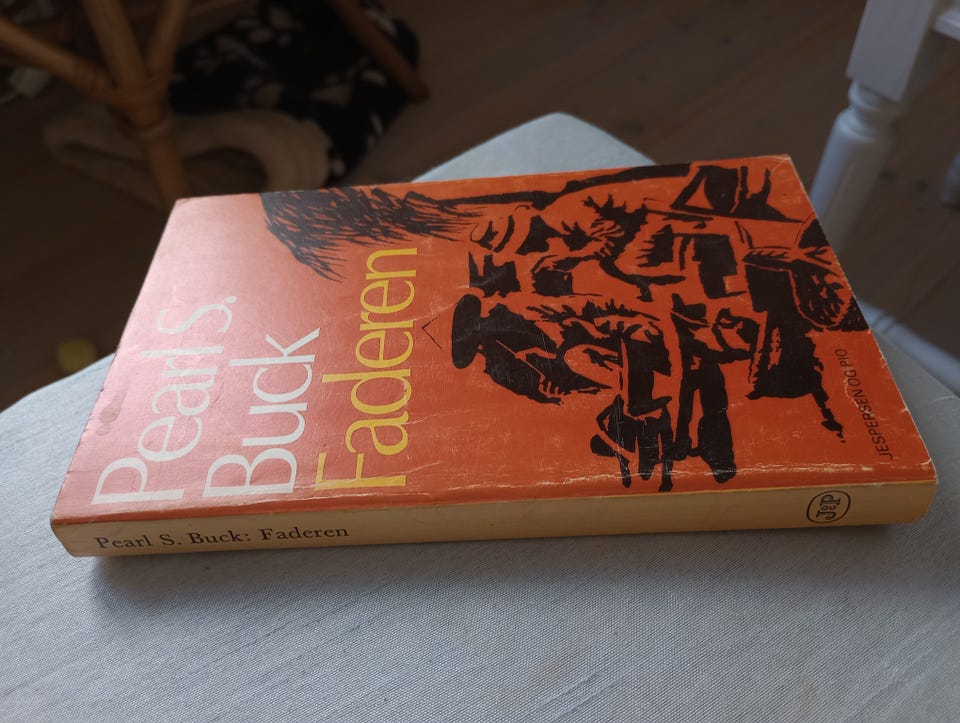 Pearl S.
Buck
Faderen
JESPERSEN OG PIO
Pearl S. Buck: Faderen
J&P